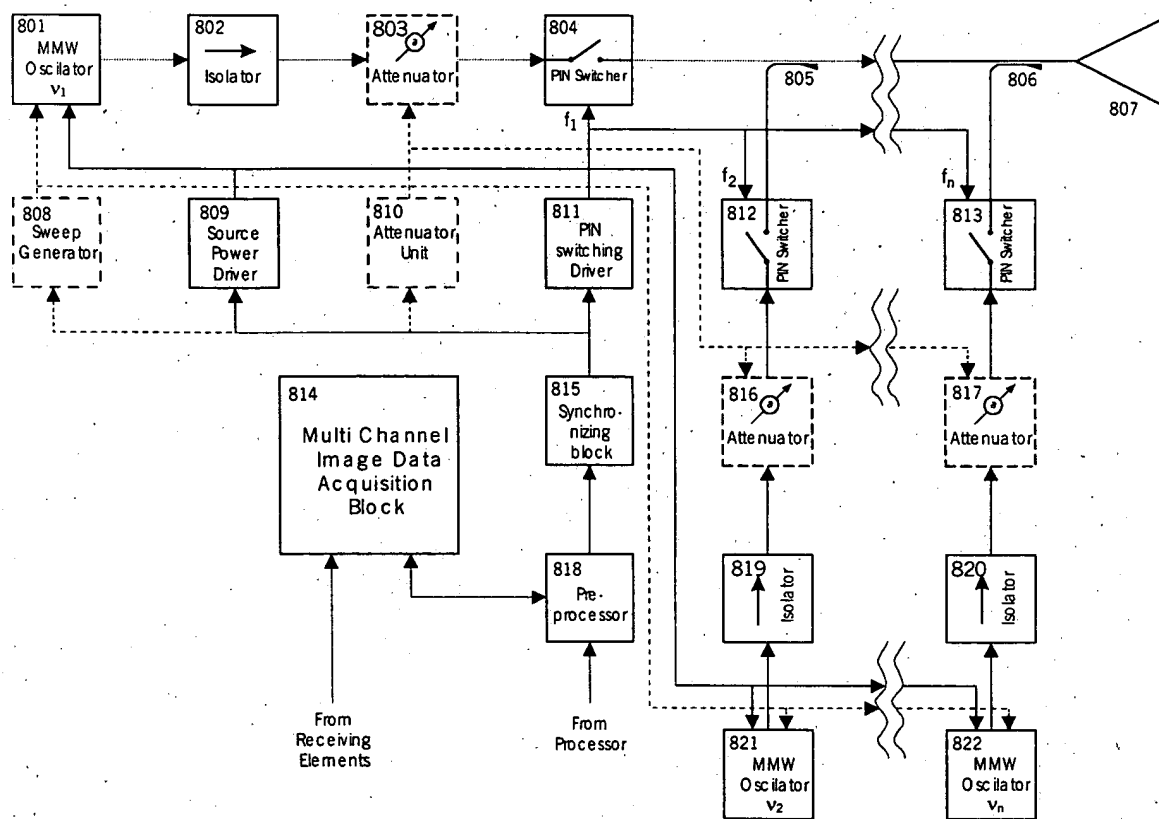 801
MMW
Oscilator
ν1
802
Isolator
803
a
Attenuator
804
PIN Switcher
805
806
807
f1
f2
fn
808
Sweep
Generator
809
Source
Power
Driver
810
Attenuator
Unit
811
PIN
switching
Driver
812
PIN Switcher
813
PIN Switcher
814
Multi Channel
Image Data
Acquisition
Block
815
Synchro-
nizing
block
816
a
Attenuator
817
a
Attenuator
818
Pre-
processor
819
Isolator
820
Isolator
From
Receiving
Elements
From
Processor
821
MMW
Oscilator
ν2
822
MMW
Oscilator
νn